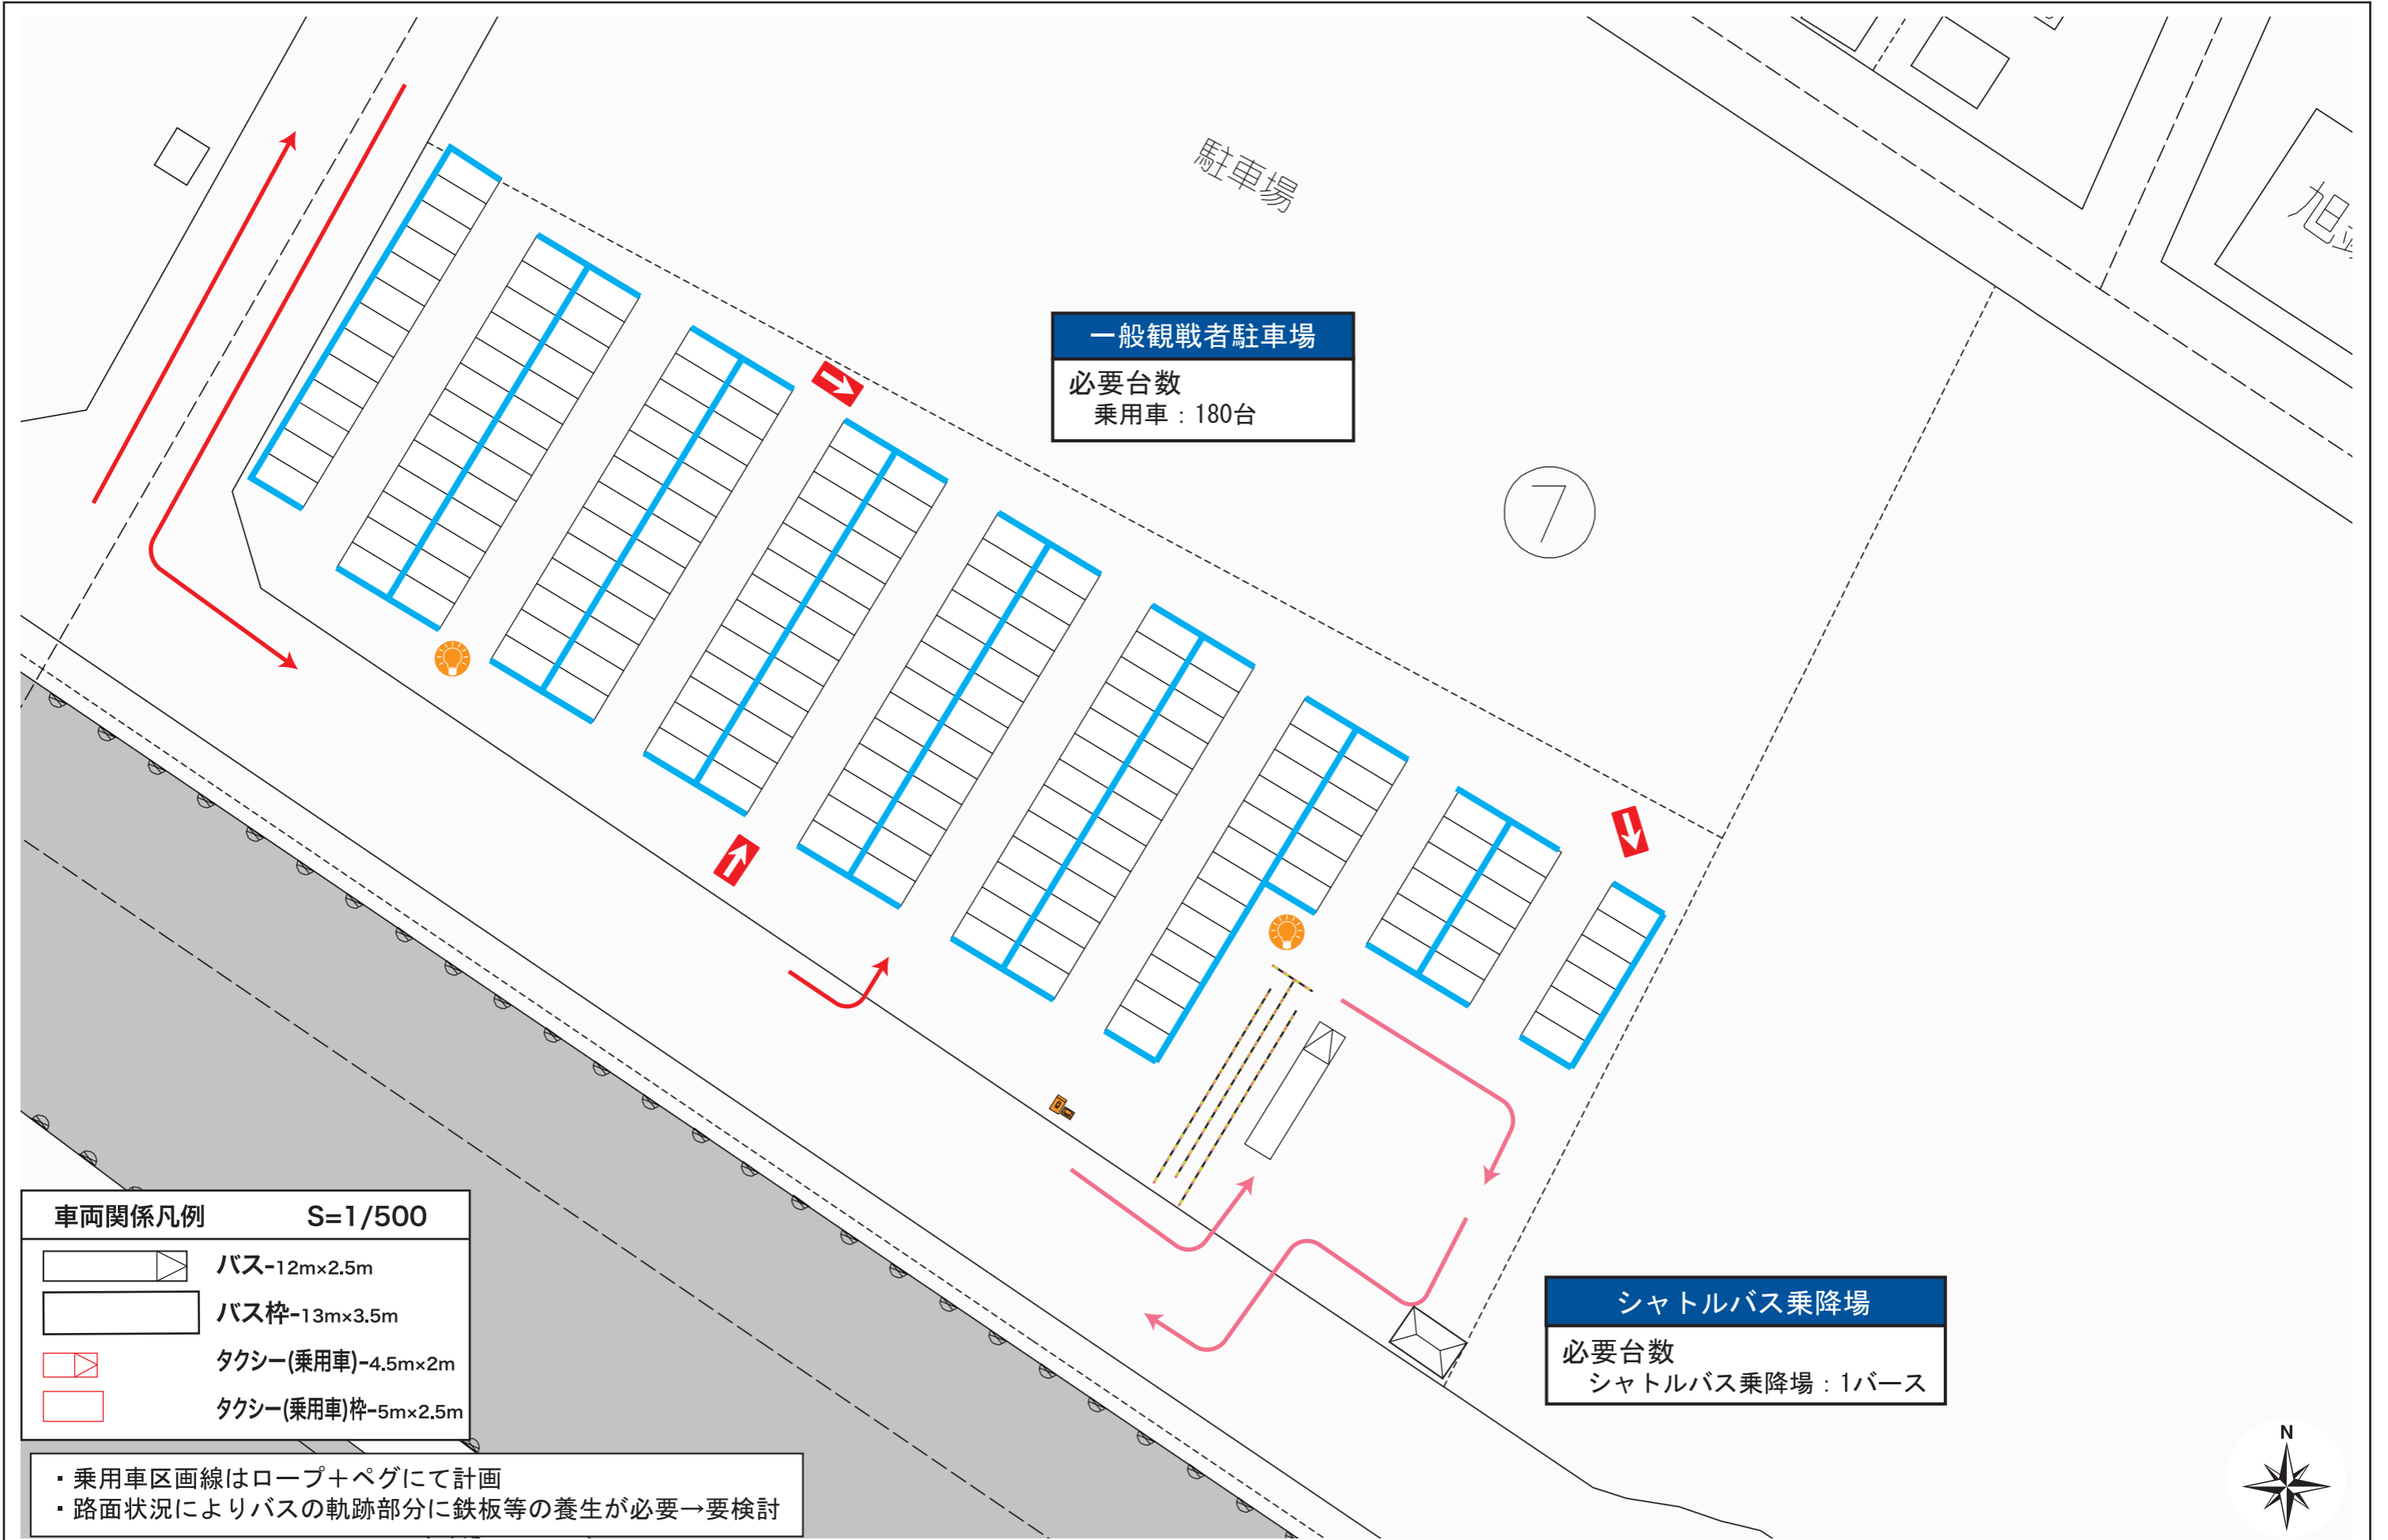 駐車場
旭
一般観戦者駐車場
必要台数
乗用車：180台
7
車両関係凡例 S=1/500
バス-12m×2.5m
バス枠-13m×3.5m
タクシー(乗用車)-4.5m×2m
タクシー(乗用車)枠-5m×2.5m
シャトルバス乗降場
必要台数
シャトルバス乗降場：1バース
N
・乗用車区画線はロープ＋ペグにて計画
・路面状況によりバスの軌跡部分に鉄板等の養生が必要→要検討